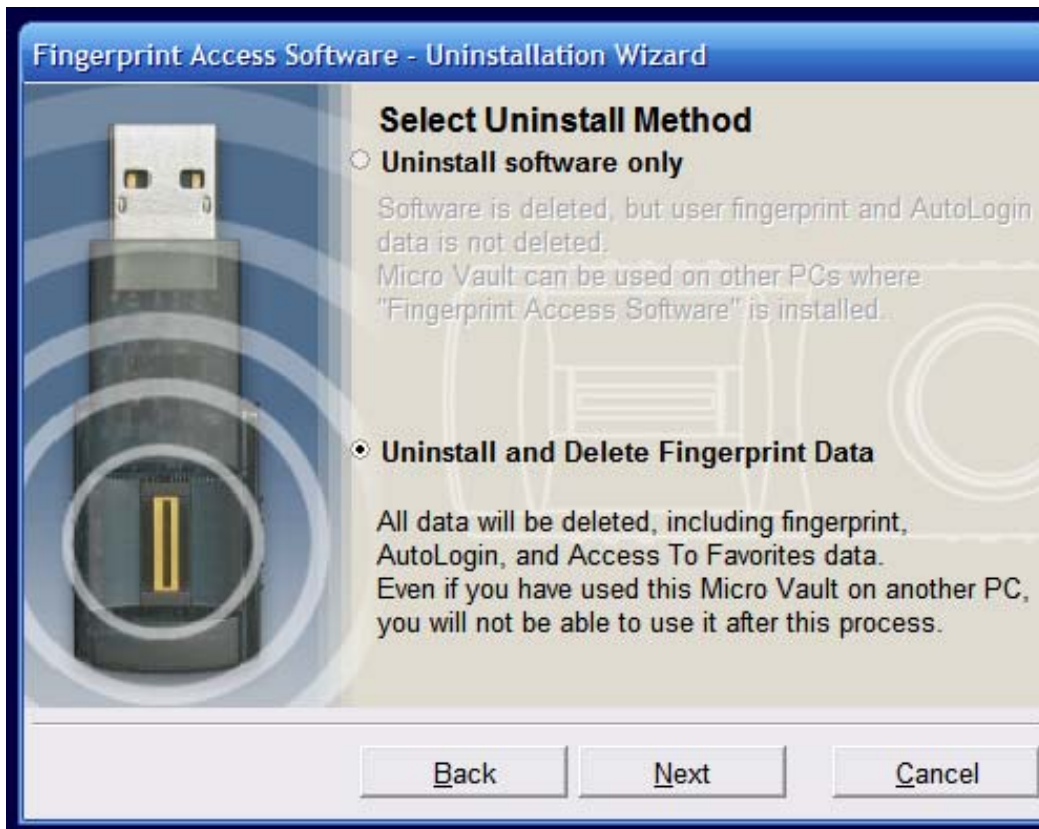 Fingerprint Access Software - Uninstallation Wizard
Select Uninstall Method
Uninstall software only
Software is deleted, but user fingerprint and AutoLogin
data is not deleted.
Micro Vault can be used on other PCs where
"Fingerprint Access Software" is installed.
Uninstall and Delete Fingerprint Data
All data will be deleted, including fingerprint,
AutoLogin, and Access To Favorites data.
Even if you have used this Micro Vault on another PC,
you will not be able to use it after this process.
Back
Next
Cancel